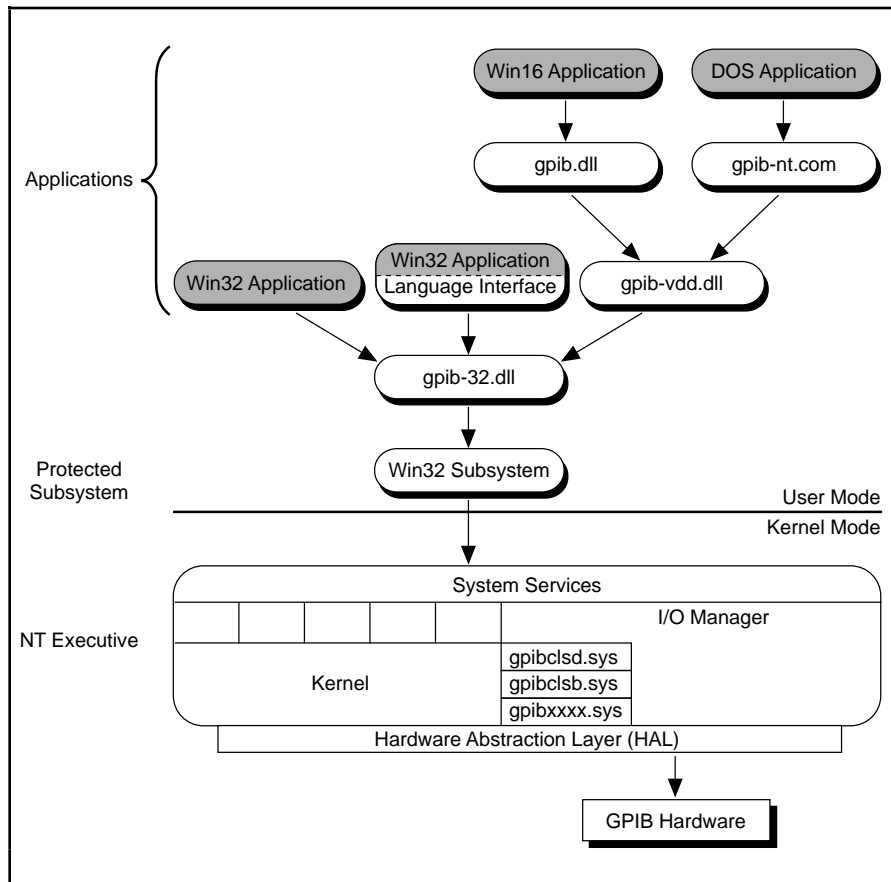 Win16 Application
DOS Application
gpib.dll
gpib-nt.com
Applications
Win32 Application
Win32 Application
Language Interface
gpib-vdd.dll
gpib-32.dll
Protected
Subsystem
Win32 Subsystem
User Mode
Kernel Mode
System Services
I/O Manager
NT Executive
Kernel
gpibclsd.sys
gpibclsb.sys
gpibxxxx.sys
Hardware Abstraction Layer (HAL)
GPIB Hardware